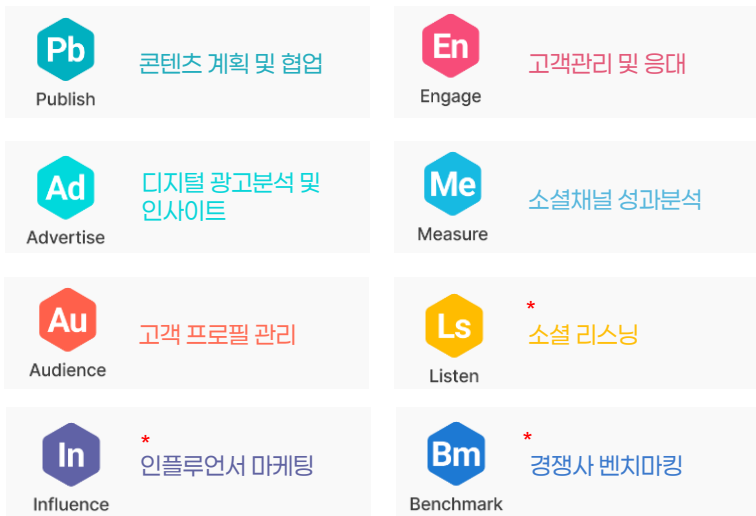 Pb
Publish
콘텐츠 계획 및 협업
En
Engage
고객관리 및 응대
Ad
Advertise
디지털 광고분석 및
인사이트
Me
Measure
소셜채널 성과분석
Au
Audience
고객 프로필 관리
Ls
Listen
*
소셜 리스닝
In
Influence
*
인플루언서 마케팅
Bm
Benchmark
*
경쟁사 벤치마킹